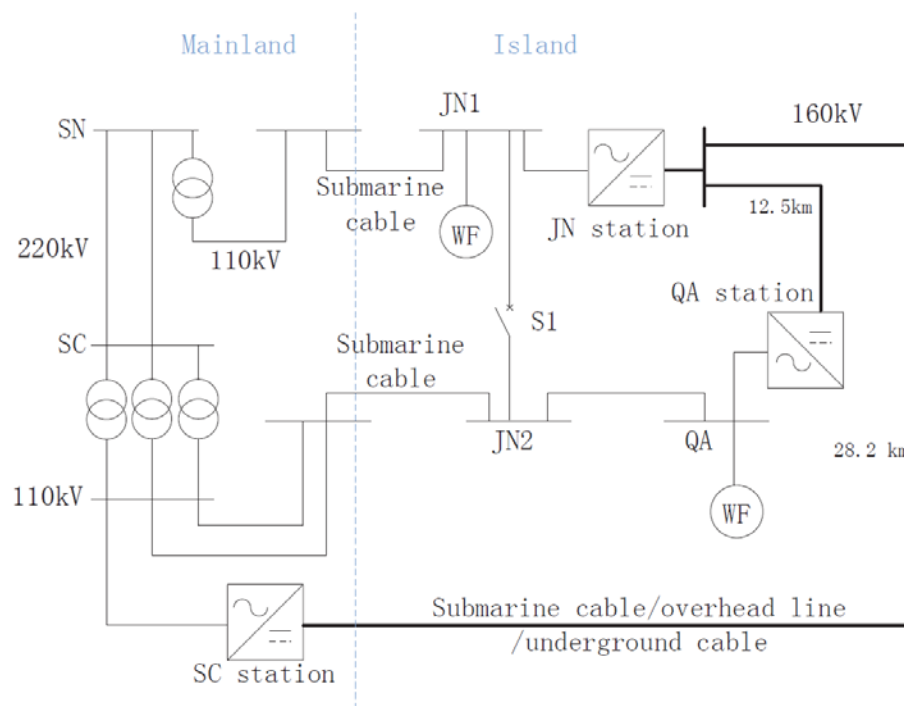 Mainland
Island
SN
JN1
160kV
Submarine
cable
WF
JN station
12.5km
220kV
110kV
QA station
S1
SC
Submarine
cable
JN2
QA
28.2 km
110kV
WF
Submarine cable/overhead line
/underground cable
SC station